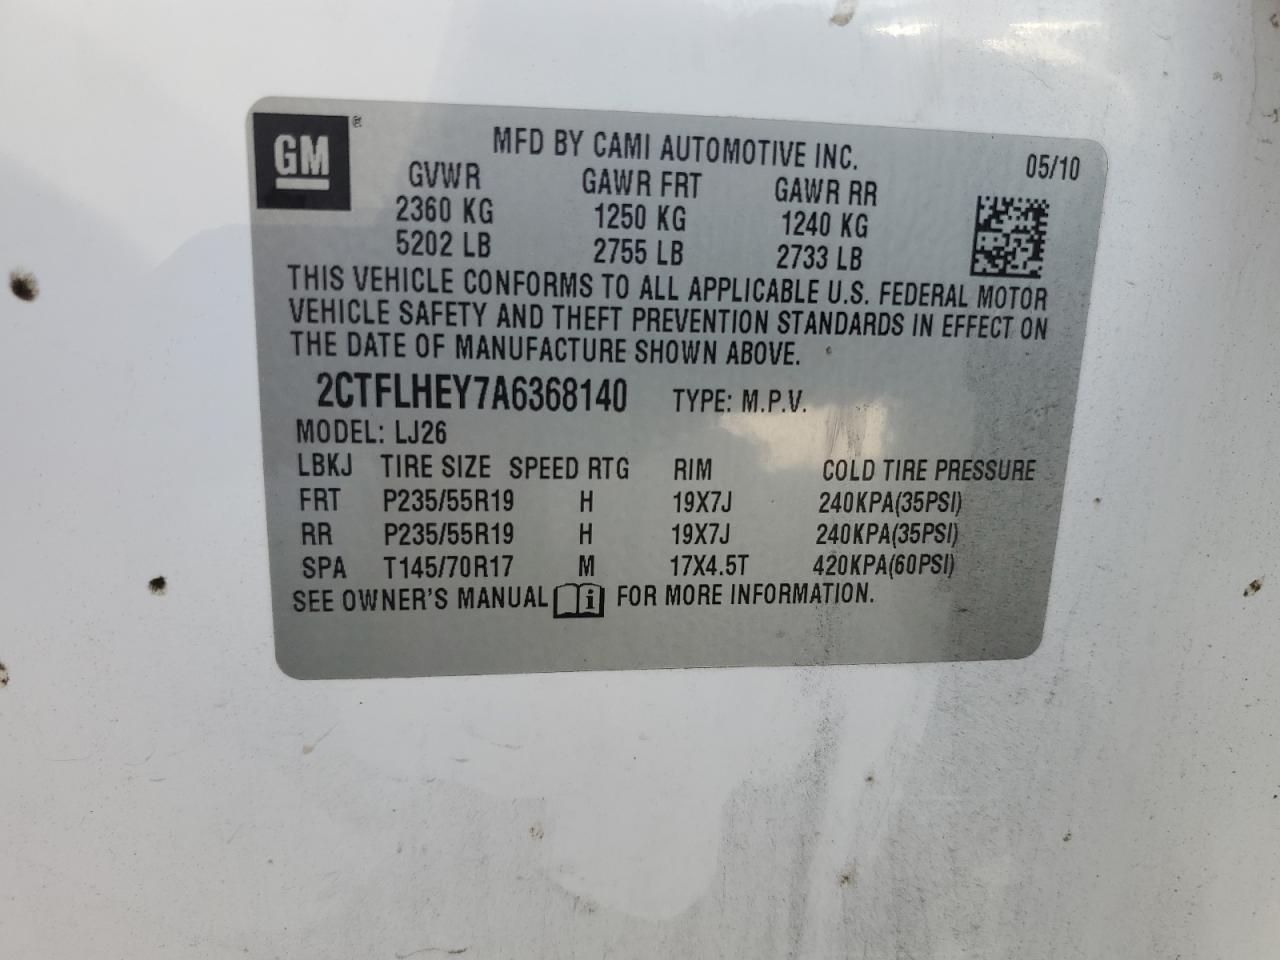 GM ®
MFD BY CAMI AUTOMOTIVE INC. 05/10
GVWR GAWR FRT GAWR RR
2360 KG 1250 KG 1240 KG
5202 LB 2755 LB 2733 LB
THIS VEHICLE CONFORMS TO ALL APPLICABLE U.S. FEDERAL MOTOR
VEHICLE SAFETY AND THEFT PREVENTION STANDARDS IN EFFECT ON
THE DATE OF MANUFACTURE SHOWN ABOVE.
2CTFLHEY7A6368140 TYPE: M.P.V.
MODEL: LJ26
LBKJ TIRE SIZE SPEED RTG RIM COLD TIRE PRESSURE
FRT P235/55R19 H 19X7J 240KPA(35PSI)
RR P235/55R19 H 19X7J 240KPA(35PSI)
SPA T145/70R17 M 17X4.5T 420KPA(60PSI)
SEE OWNER'S MANUAL i FOR MORE INFORMATION.